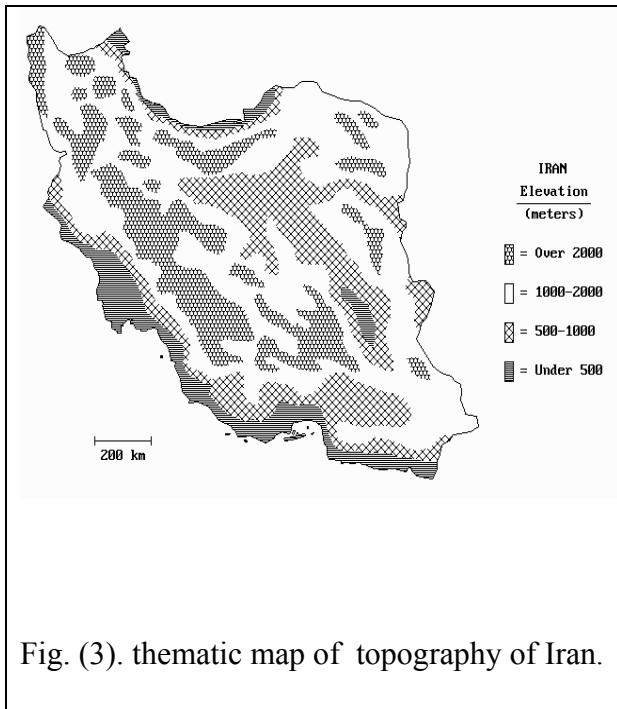 IRAN
Elevation
(meters)
= Over 2000
= 1000-2000
= 500-1000
= Under 500
200 km
Fig. (3). thematic map of topography of Iran.